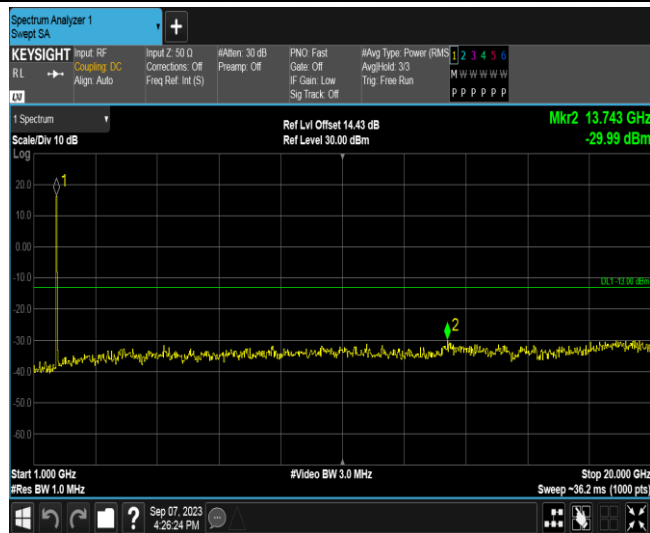 Spectrum Analyzer 1
Swept SA
+
KEYSIGHT
RL
LXI
Input: RF
Coupling: DC
Align: Auto
Input Z: 50 Ω
Corrections: Off
Freq Ref: Int (S)
#Atten: 30 dB
Preamp: Off
PNO: Fast
Gate: Off
IF Gain: Low
Sig Track: Off
#Avg Type: Power (RMS
Avg|Hold: 3/3
Trig: Free Run
1 2 3 4 5 6
M W W W W W
P P P P P P
1 Spectrum
Scale/Div 10 dB
Ref Lvl Offset 14.43 dB
Ref Level 30.00 dBm
Mkr2 13.743 GHz
-29.99 dBm
Log
1
20.0
10.0
0.00
-10.0
DL1 -13.00 dBm
-20.0
2
-30.0
-40.0
-50.0
-60.0
Start 1.000 GHz
#Video BW 3.0 MHz
Stop 20.000 GHz
#Res BW 1.0 MHz
Sweep ~36.2 ms (1000 pts)
?
Sep 07, 2023
4:26:24 PM